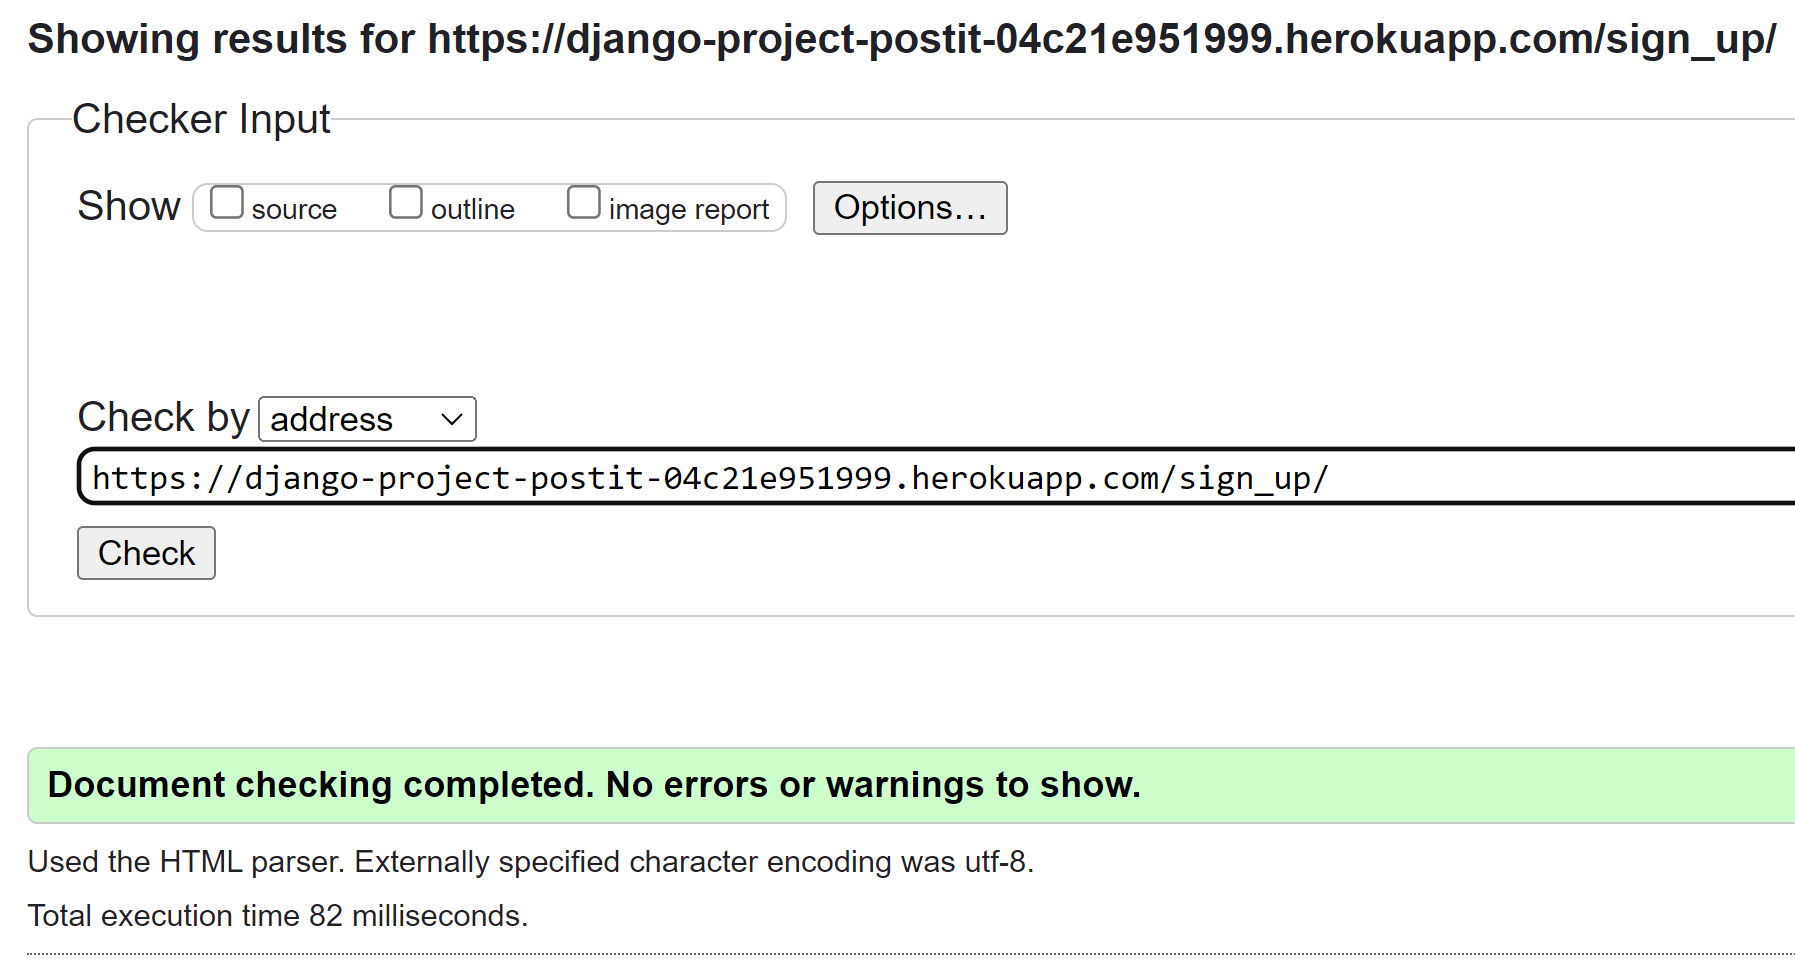 Showing results for https://django-project-postit-04c21e951999.herokuapp.com/sign_up/
Checker Input
Show source outline image report Options...
Check by address
https://django-project-postit-04c21e951999.herokuapp.com/sign_up/
Check
Document checking completed. No errors or warnings to show.
Used the HTML parser. Externally specified character encoding was utf-8.
Total execution time 82 milliseconds.